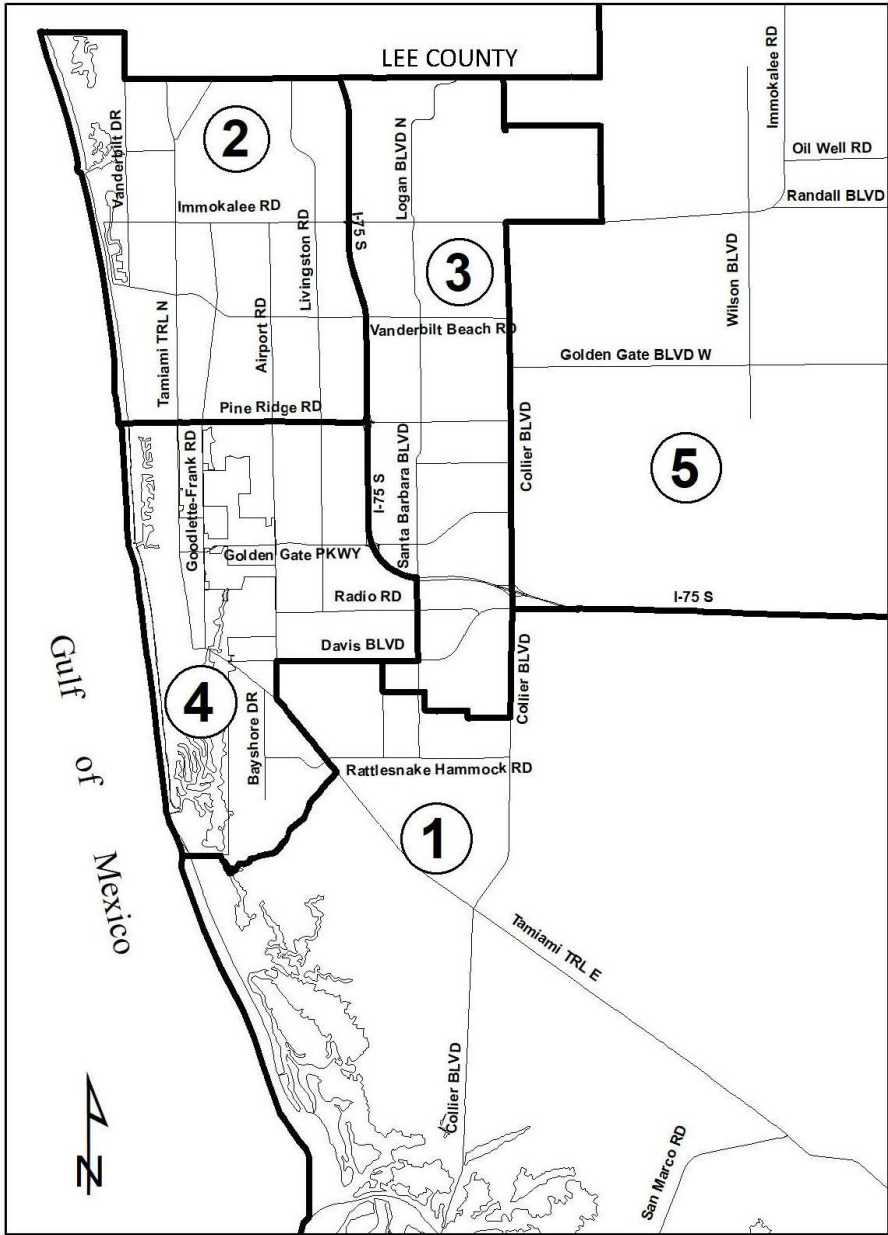 LEE COUNTY
Immokalee RD
Vanderbilt DR
2
Logan BLVD N
Oil Well RD
Immokalee RD
Livingston RD
Randall BLVD
I-75 S
3
Wilson BLVD
Tamiami TRL N
Airport RD
Vanderbilt Beach RD
Golden Gate BLVD W
Pine Ridge RD
Goodlette-Frank RD
I-75 S
Santa Barbara BLVD
Collier BLVD
5
Golden Gate PKWY
Radio RD
I-75 S
Davis BLVD
Gulf of Mexico
4
Bayshore DR
Collier BLVD
Rattlesnake Hammock RD
1
Tamiami TRL E
Collier BLVD
San Marco RD
N